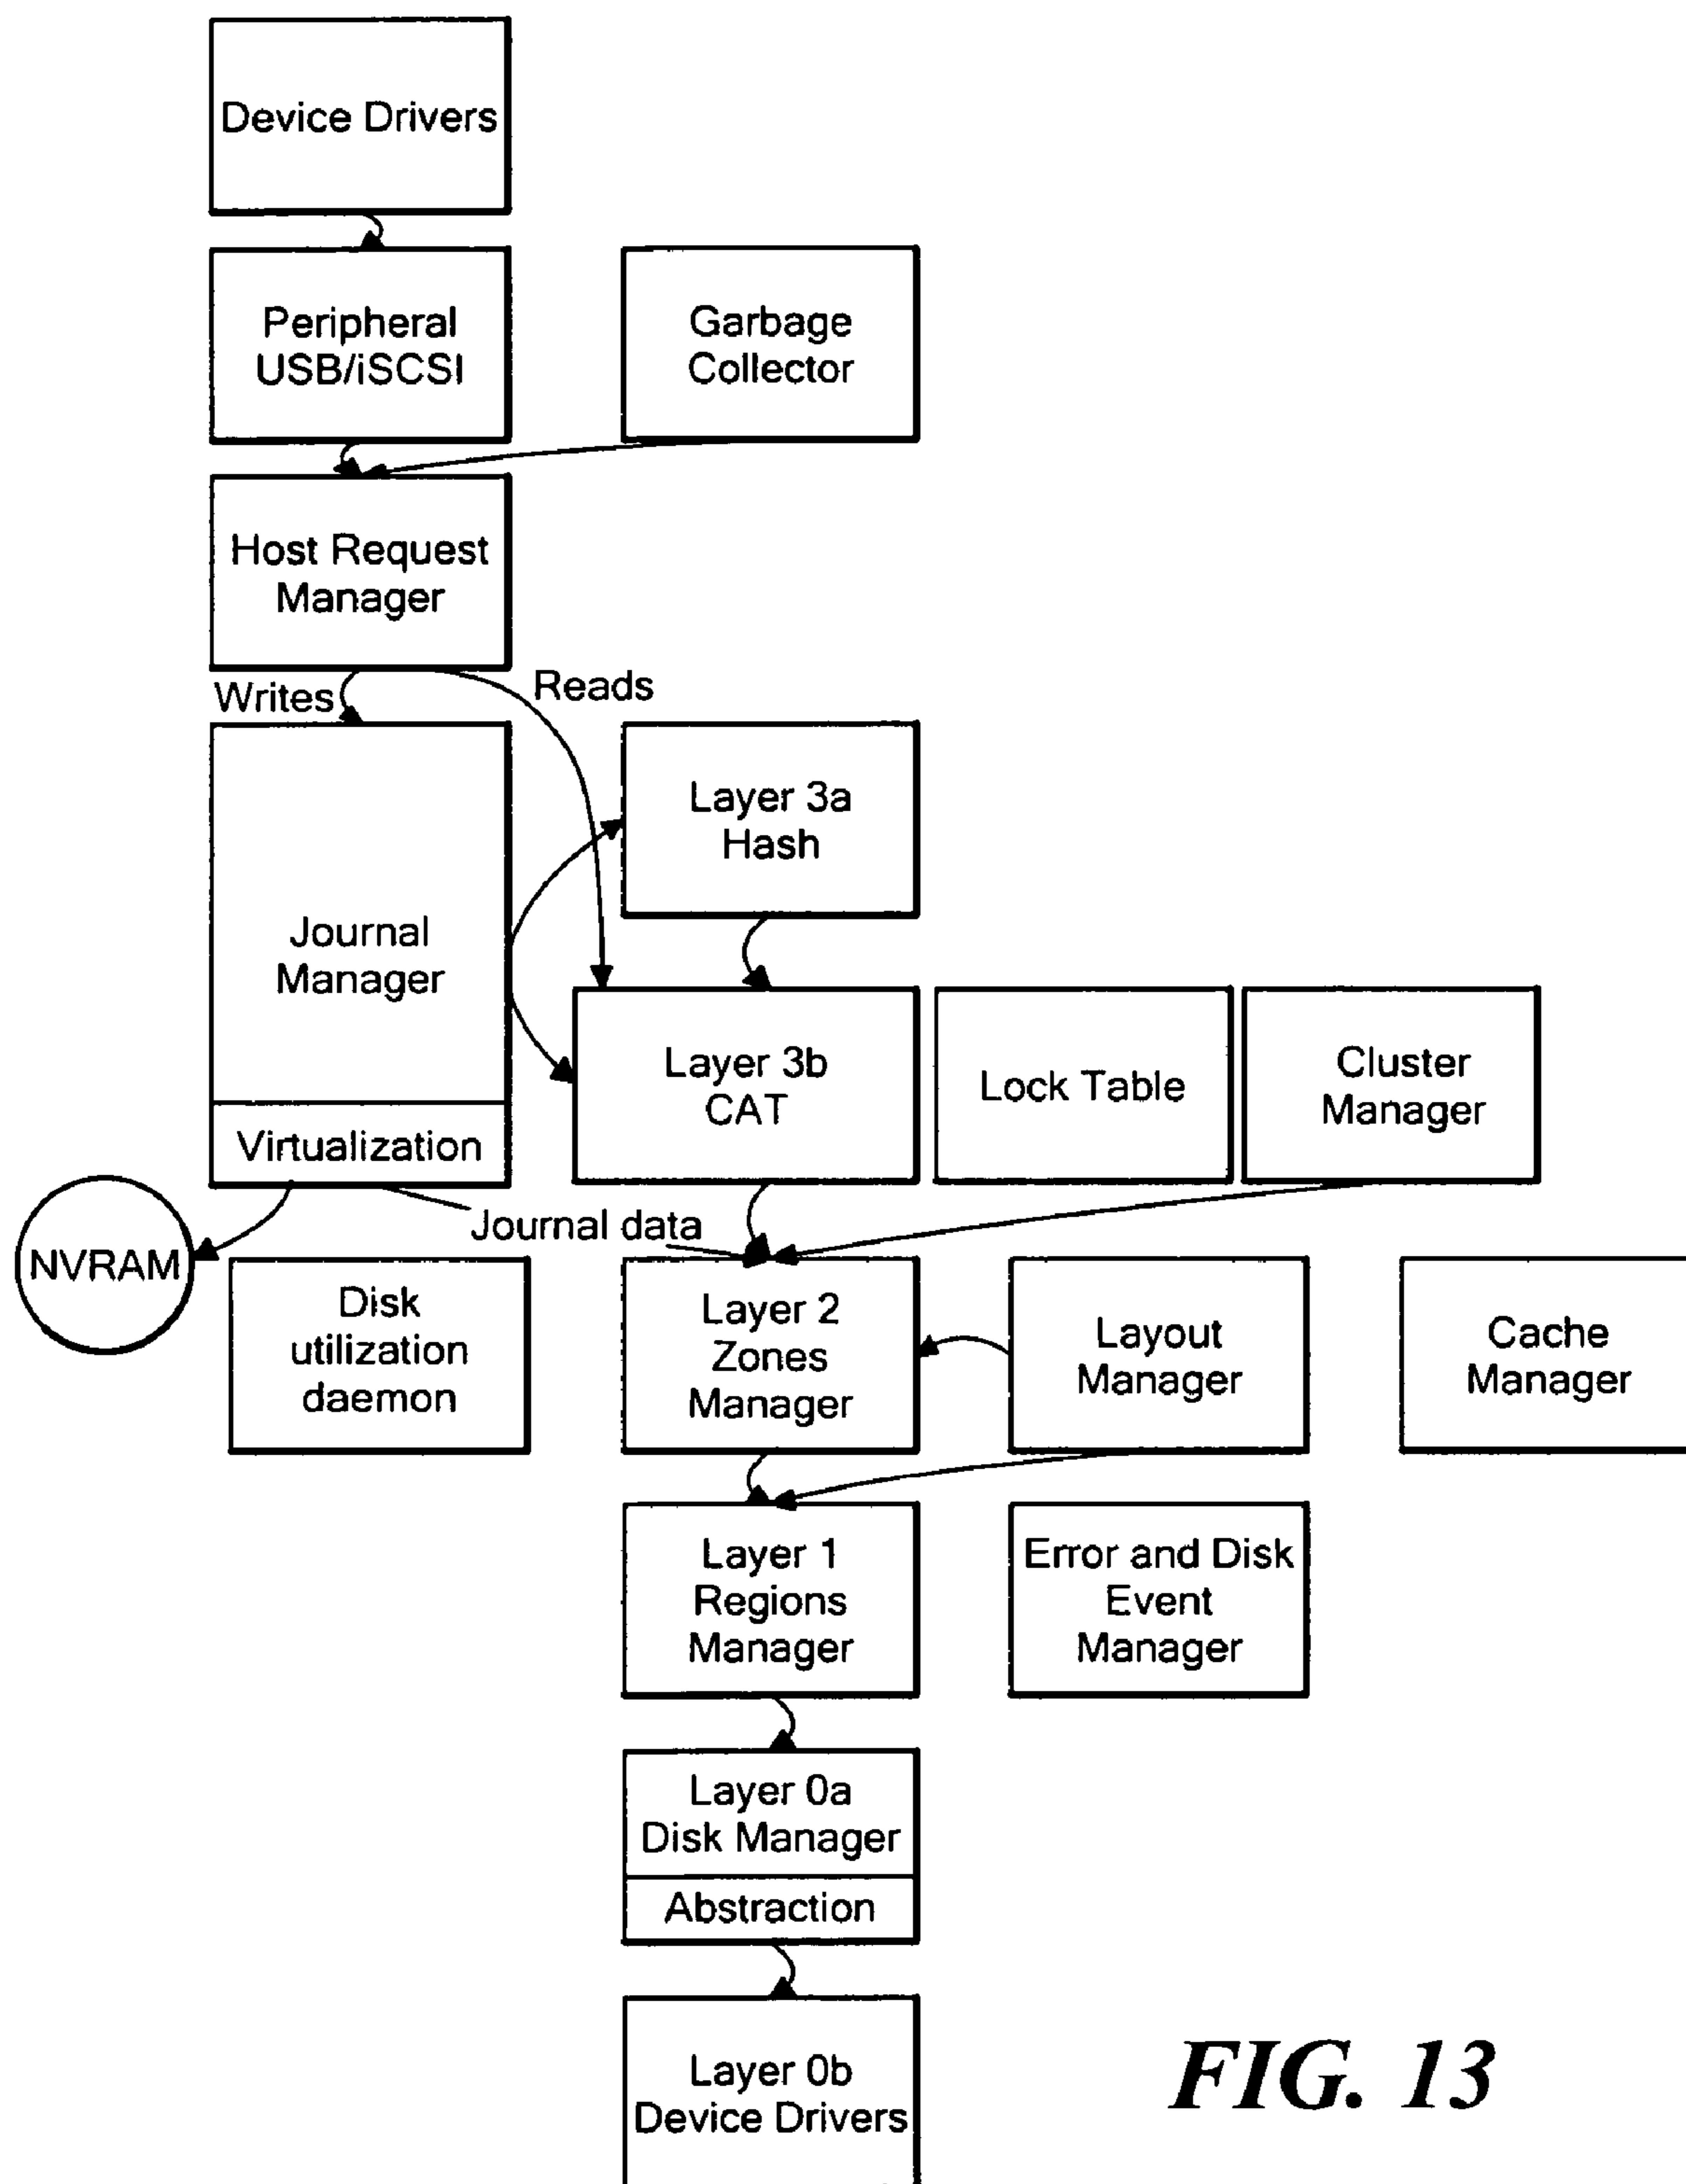 Device Drivers
Peripheral
USB/iSCSI
Garbage
Collector
Host Request
Manager
Writes
Reads
Layer 3a
Hash
Journal
Manager
Layer 3b
CAT
Lock Table
Cluster
Manager
Virtualization
Journal data
NVRAM
Disk
utilization
daemon
Layer 2
Zones
Manager
Layout
Manager
Cache
Manager
Layer 1
Regions
Manager
Error and Disk
Event
Manager
Layer 0a
Disk Manager
Abstraction
Layer 0b
Device Drivers
FIG. 13